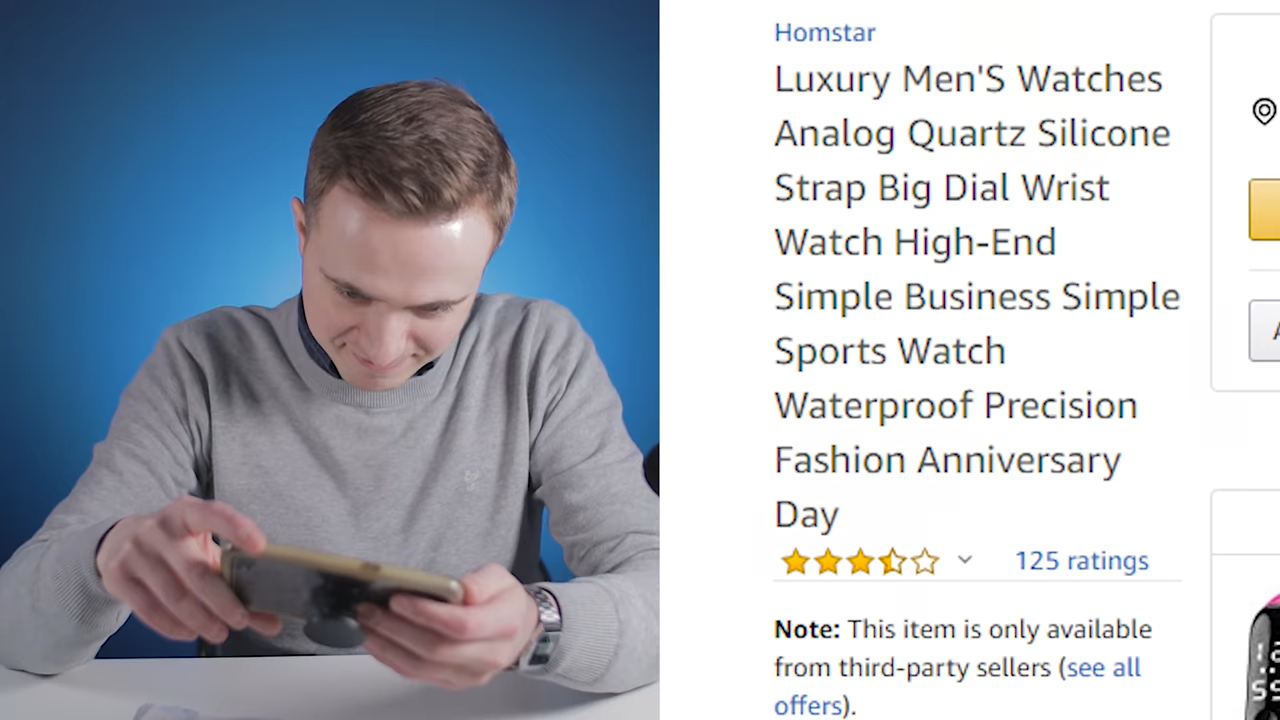 Homstar
Luxury Men'S Watches
Analog Quartz Silicone
Strap Big Dial Wrist
Watch High-End
Simple Business Simple
Sports Watch
Waterproof Precision
Fashion Anniversary
Day
125 ratings
Note: This item is only available
from third-party sellers (see all
offers).